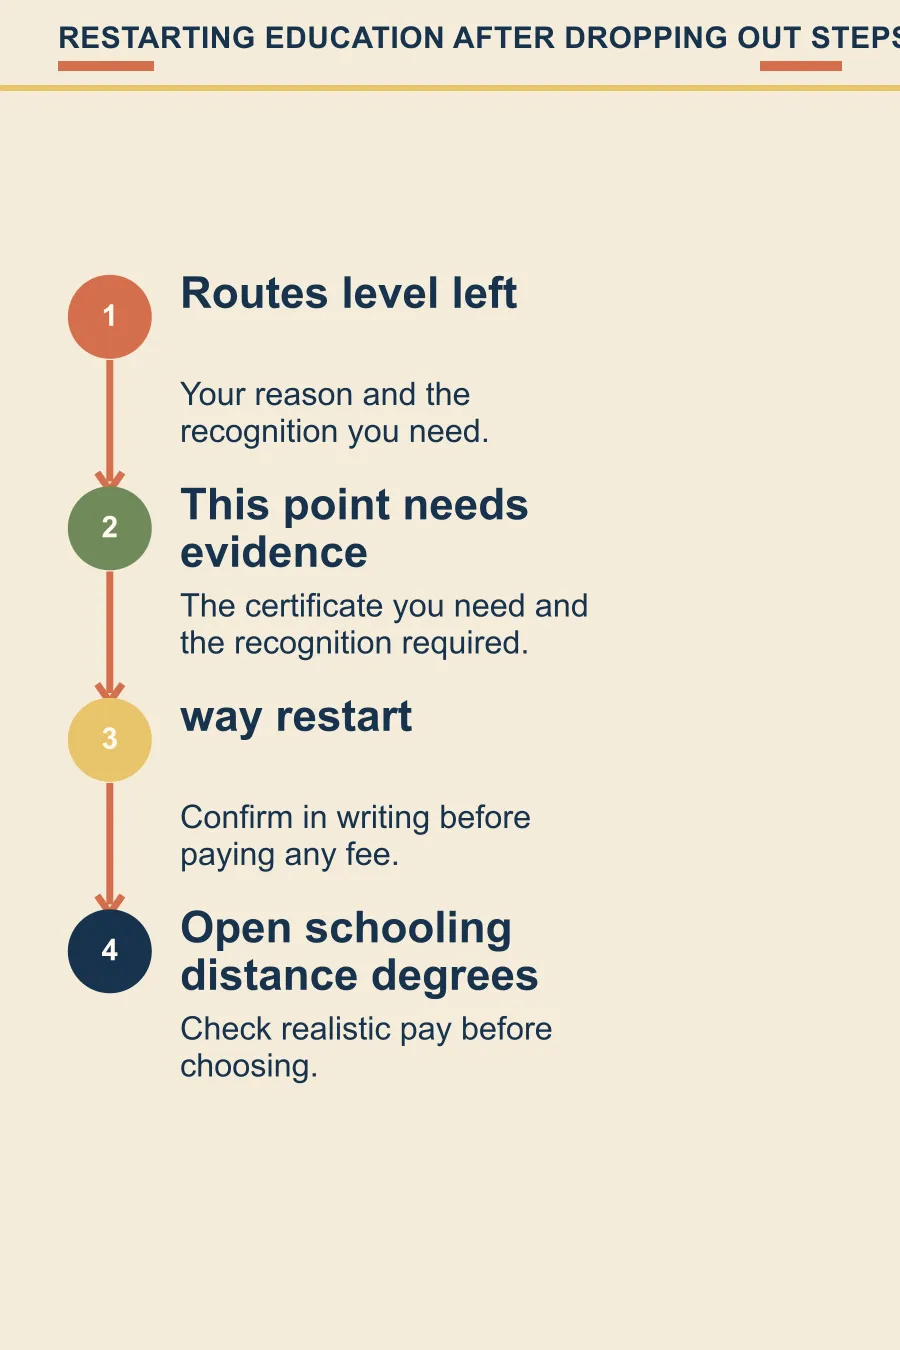 RESTARTING EDUCATION AFTER DROPPING OUT STEPS
1
Routes level left
Your reason and the
recognition you need.
2
This point needs
evidence
The certificate you need and
the recognition required.
3
way restart
Confirm in writing before
paying any fee.
4
Open schooling
distance degrees
Check realistic pay before
choosing.